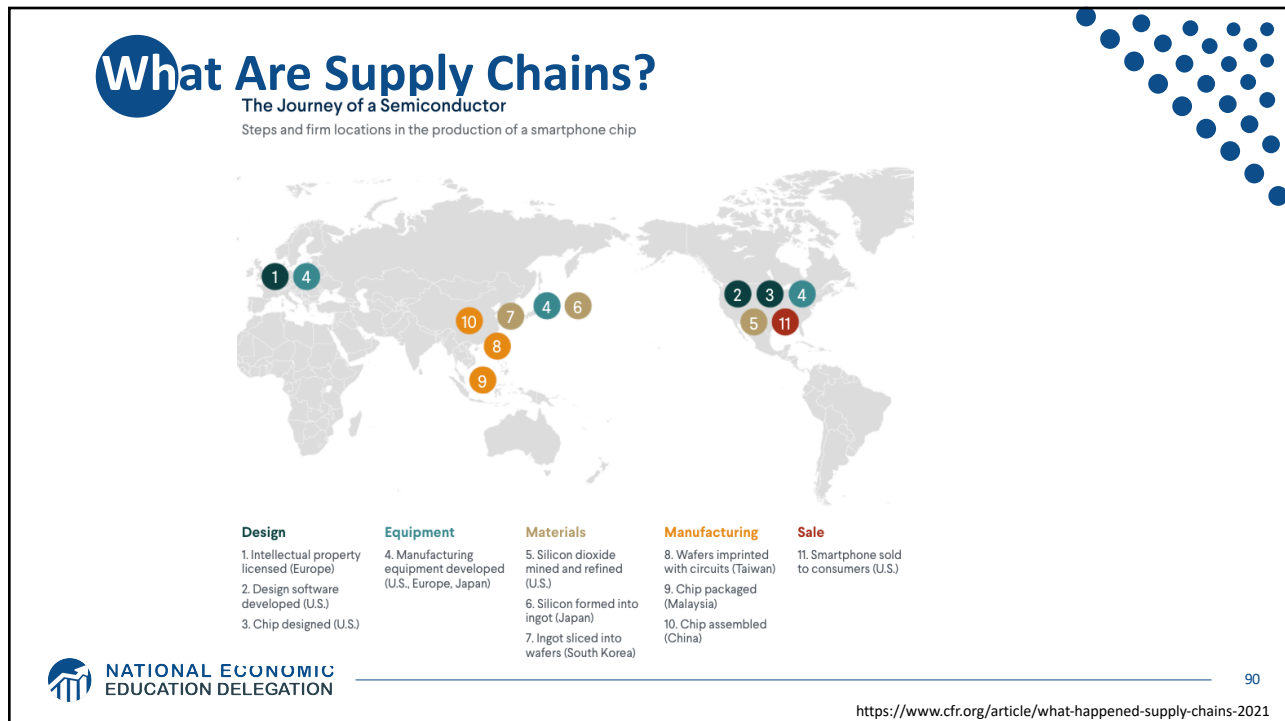 What Are Supply Chains?
The Journey of a Semiconductor
Steps and firm locations in the production of a smartphone chip
1
4
2
3
4
10
7
4
6
5
11
8
9
Design
1. Intellectual property
licensed (Europe)
2. Design software
developed (U.S.)
3. Chip designed (U.S.)
Equipment
4. Manufacturing
equipment developed
(U.S., Europe, Japan)
Materials
5. Silicon dioxide
mined and refined
(U.S.)
6. Silicon formed into
ingot (Japan)
7. Ingot sliced into
wafers (South Korea)
Manufacturing
8. Wafers imprinted
with circuits (Taiwan)
9. Chip packaged
(Malaysia)
10. Chip assembled
(China)
Sale
11. Smartphone sold
to consumers (U.S.)
NATIONAL ECONOMIC
EDUCATION DELEGATION
90
https://www.cfr.org/article/what-happened-supply-chains-2021